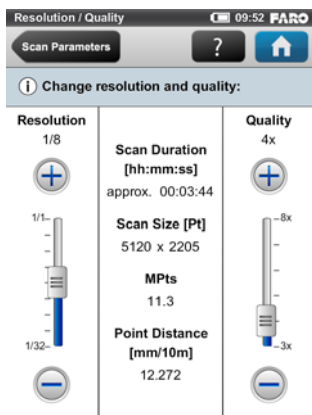 Resolution / Quality 09:52 FARO
Scan Parameters ?
i Change resolution and quality:
Resolution
1/8
1/1
1/32
Scan Duration
[hh:mm:ss]
approx. 00:03:44
Scan Size [Pt]
5120 x 2205
MPts
11.3
Point Distance
[mm/10m]
12.272
Quality
4x
8x
3x